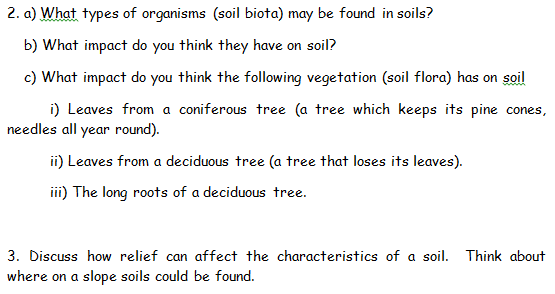 2. a) What types of organisms (soil biota) may be found in soils?
b) What impact do you think they have on soil?
c) What impact do you think the following vegetation (soil flora) has on soil
i) Leaves from a coniferous tree (a tree which keeps its pine cones,
needles all year round).
ii) Leaves from a deciduous tree (a tree that loses its leaves).
iii) The long roots of a deciduous tree.
3. Discuss how relief can affect the characteristics of a soil. Think about
where on a slope soils could be found.